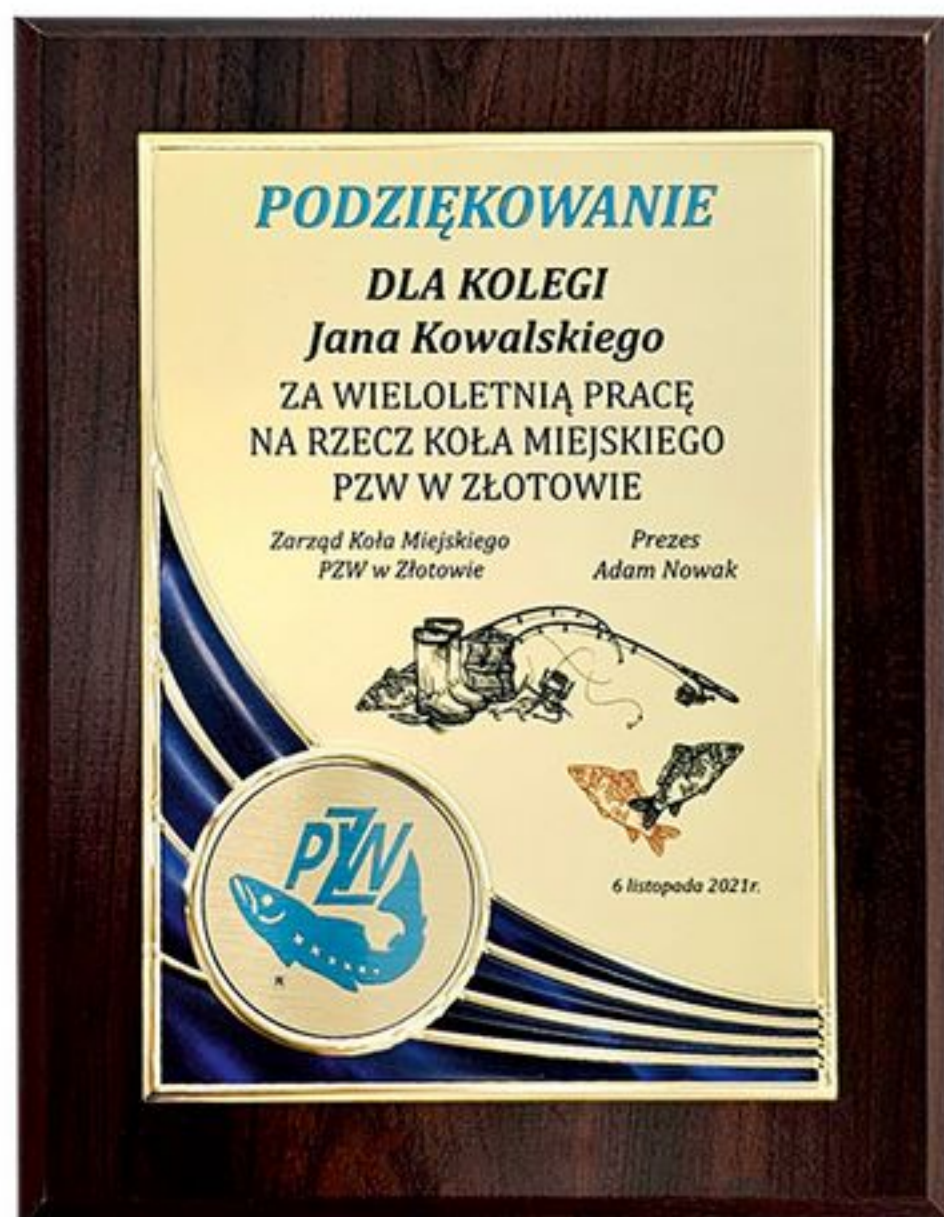 PODZIĘKOWANIE
DLA KOLEGI
Jana Kowalskiego
ZA WIELOLETNIĄ PRACĘ
NA RZECZ KOŁA MIEJSKIEGO
PZW W ZŁOTOWIE
Zarząd Koła Miejskiego
PZW w Złotowie
Prezes
Adam Nowak
6 listopada 2021r.
PZW